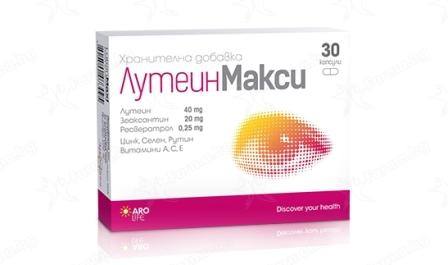 Хранителна добавка
30
капсули
ЛутеинМакси
Лутеин 40 mg
Зеаксантин 20 mg
Ресвератрол 0,25 mg
Цинк, Селен, Рутин
Витамини А, С, Е
ARO
LIFE
Discover your health